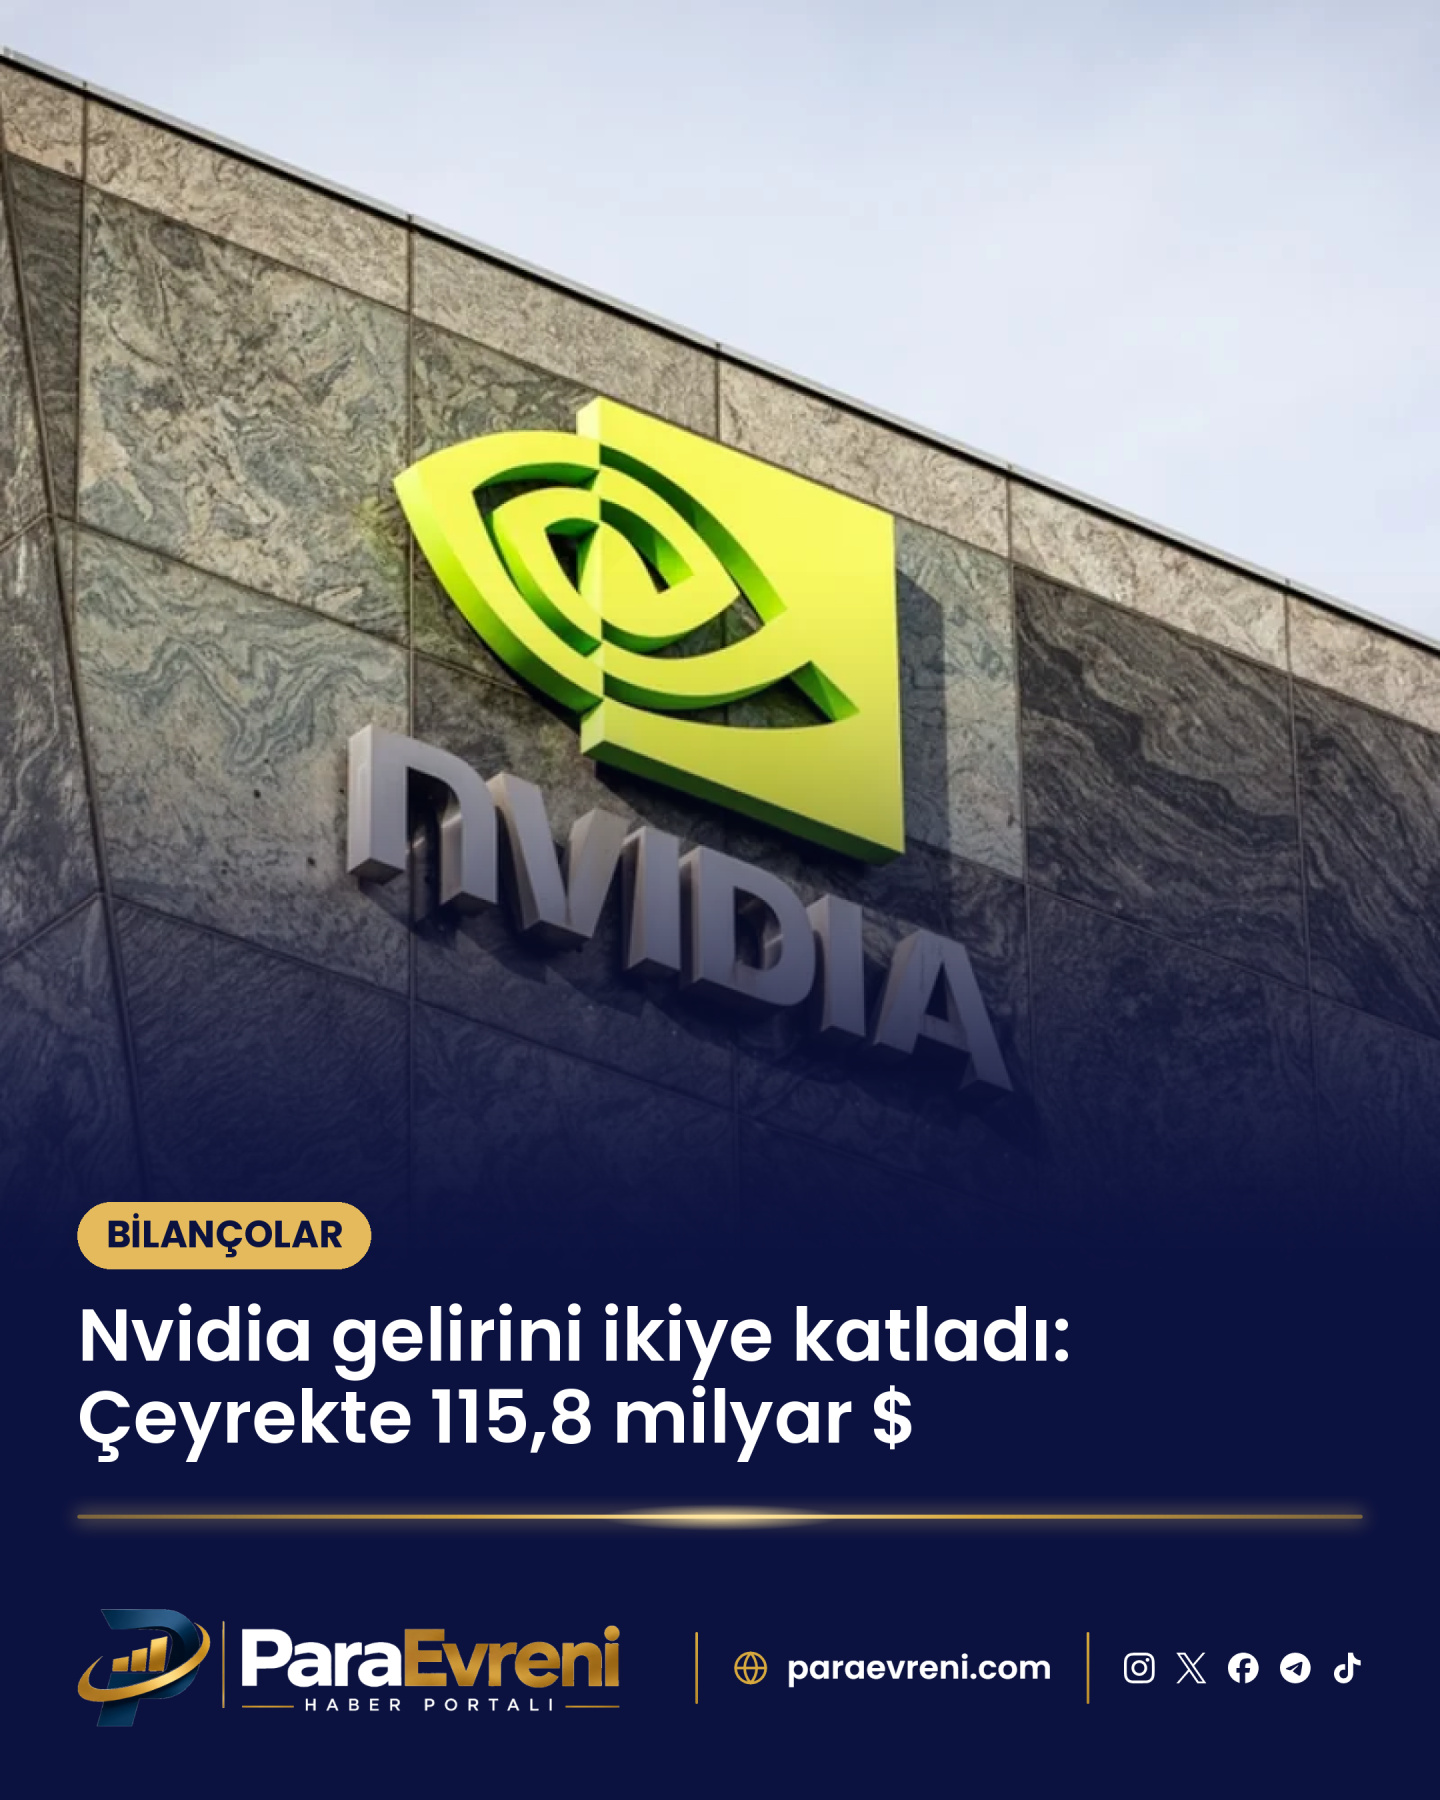 NVIDIA
BİLANÇOLAR
Nvidia gelirini ikiye katladı:
Çeyrekte 115,8 milyar $
ParaEvreni
HABER PORTALI
paraevreni.com